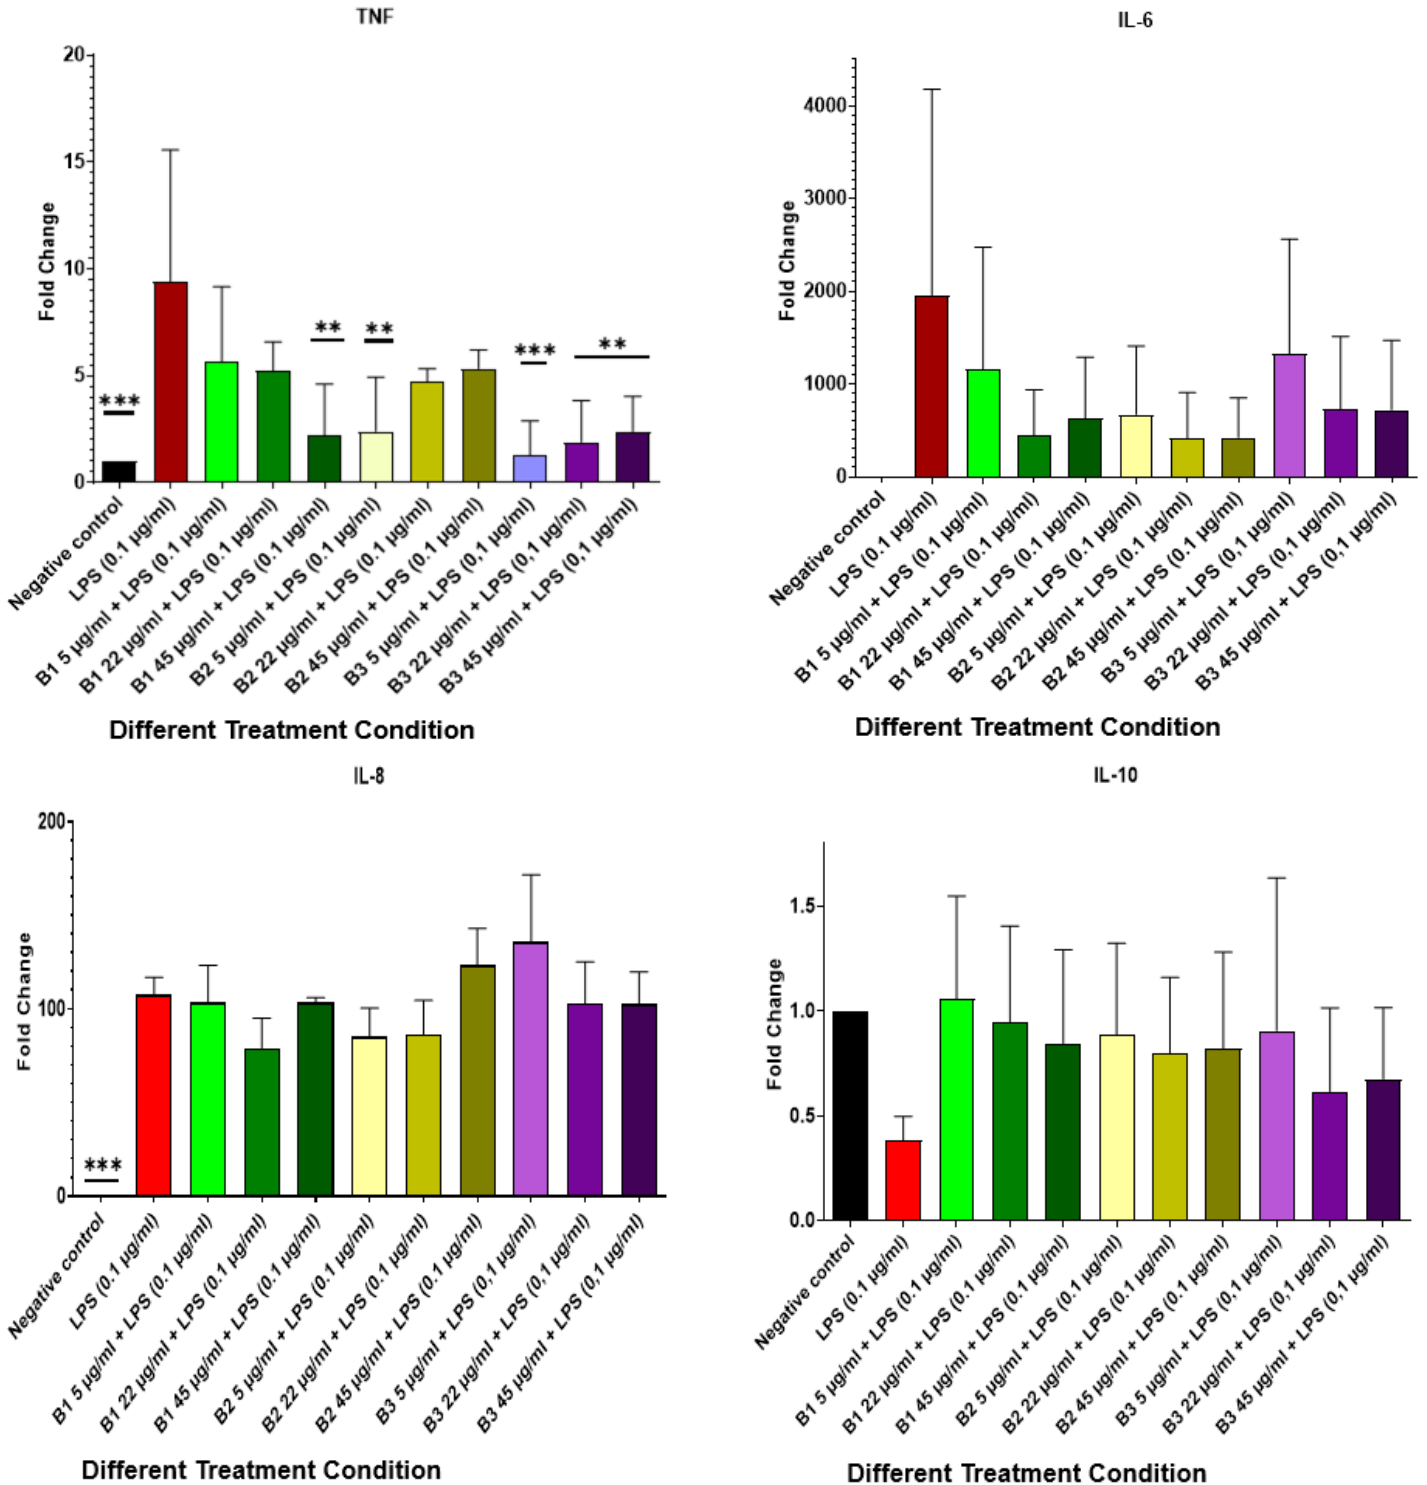 TNF
20
15
10
5
0
Fold Change
***
**
**
***
**
Negative control
LPS (0.1 µg/ml)
B1 5 µg/ml + LPS (0.1 µg/ml)
B1 22 µg/ml + LPS (0.1 µg/ml)
B1 45 µg/ml + LPS (0.1 µg/ml)
B2 5 µg/ml + LPS (0.1 µg/ml)
B2 22 µg/ml + LPS (0.1 µg/ml)
B2 45 µg/ml + LPS (0.1 µg/ml)
B3 5 µg/ml + LPS (0,1 µg/ml)
B3 22 µg/ml + LPS (0,1 µg/ml)
B3 45 µg/ml + LPS (0,1 µg/ml)
Different Treatment Condition
IL-6
4000
3000
2000
1000
0
Fold Change
Negative control
LPS (0.1 µg/ml)
B1 5 µg/ml + LPS (0.1 µg/ml)
B1 22 µg/ml + LPS (0.1 µg/ml)
B1 45 µg/ml + LPS (0.1 µg/ml)
B2 5 µg/ml + LPS (0.1 µg/ml)
B2 22 µg/ml + LPS (0.1 µg/ml)
B2 45 µg/ml + LPS (0.1 µg/ml)
B3 5 µg/ml + LPS (0,1 µg/ml)
B3 22 µg/ml + LPS (0,1 µg/ml)
B3 45 µg/ml + LPS (0,1 µg/ml)
Different Treatment Condition
IL-8
200
100
0
Fold Change
***
Negative control
LPS (0.1 µg/ml)
B1 5 µg/ml + LPS (0.1 µg/ml)
B1 22 µg/ml + LPS (0.1 µg/ml)
B1 45 µg/ml + LPS (0.1 µg/ml)
B2 5 µg/ml + LPS (0.1 µg/ml)
B2 22 µg/ml + LPS (0.1 µg/ml)
B2 45 µg/ml + LPS (0.1 µg/ml)
B3 5 µg/ml + LPS (0,1 µg/ml)
B3 22 µg/ml + LPS (0,1 µg/ml)
B3 45 µg/ml + LPS (0,1 µg/ml)
Different Treatment Condition
IL-10
1.5
1.0
0.5
0.0
Fold Change
Negative control
LPS (0.1 µg/ml)
B1 5 µg/ml + LPS (0.1 µg/ml)
B1 22 µg/ml + LPS (0.1 µg/ml)
B1 45 µg/ml + LPS (0.1 µg/ml)
B2 5 µg/ml + LPS (0.1 µg/ml)
B2 22 µg/ml + LPS (0.1 µg/ml)
B2 45 µg/ml + LPS (0.1 µg/ml)
B3 5 µg/ml + LPS (0,1 µg/ml)
B3 22 µg/ml + LPS (0.1 µg/ml)
B3 45 µg/ml + LPS (0,1 µg/ml)
Different Treatment Condition